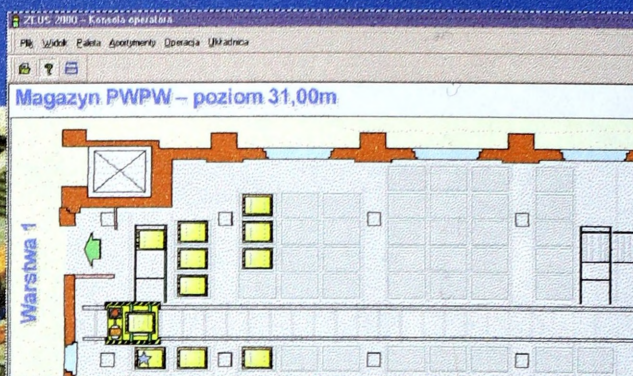 ZEUS 2000 – Konsola operatora
Plik Widok Paleta Asortymenty Operacja Układnica
Magazyn PWPW – poziom 31,00m
Warstwa 1